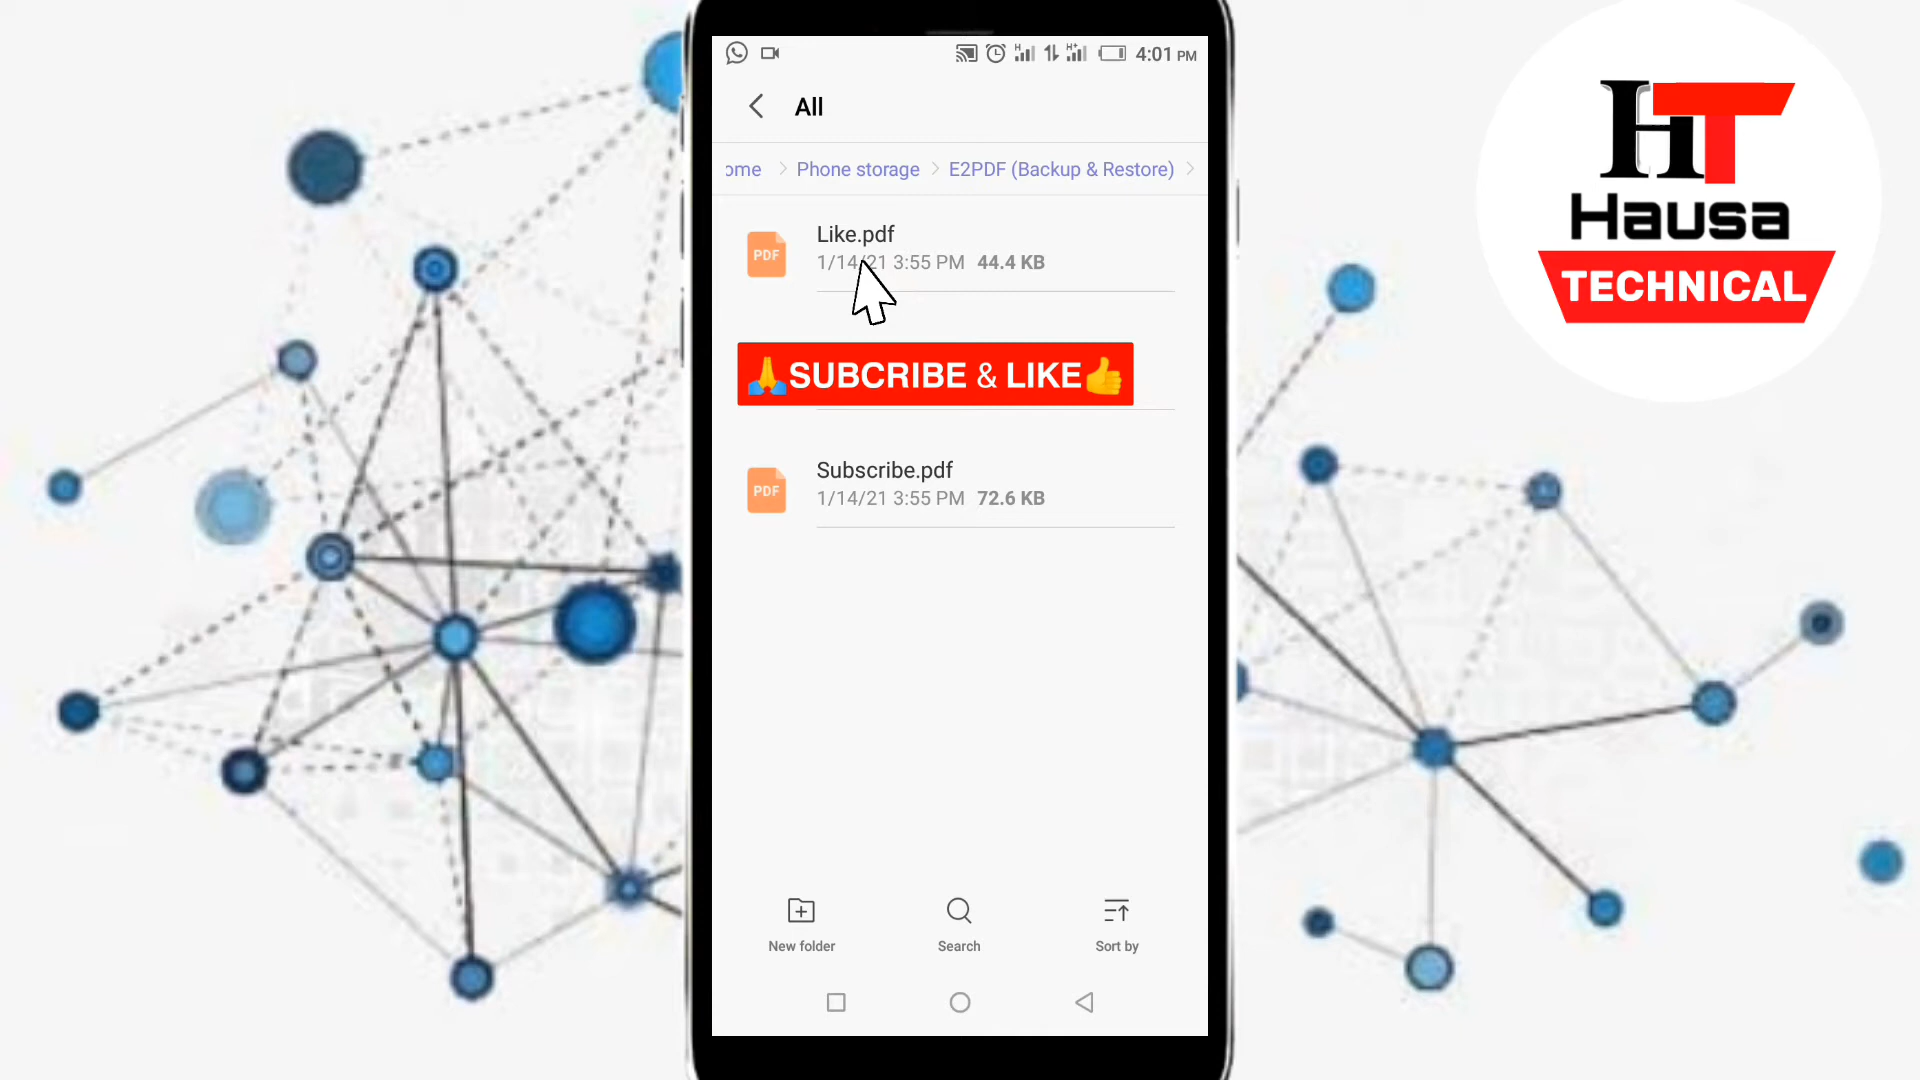 4:01 PM
All
ome > Phone storage > E2PDF (Backup & Restore) >
PDF
Like.pdf
1/14/21 3:55 PM 44.4 KB
🙏SUBCRIBE & LIKE👍
PDF
Subscribe.pdf
1/14/21 3:55 PM 72.6 KB
New folder
Search
Sort by
HT
Hausa
TECHNICAL